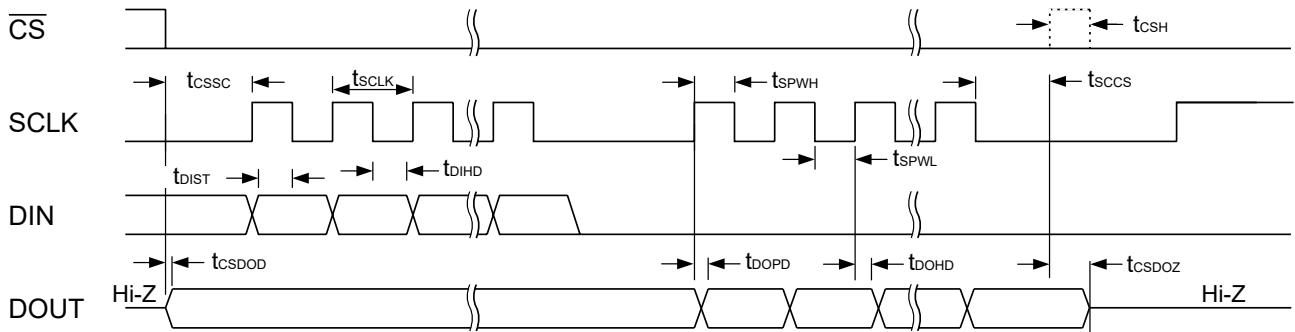 CS
tCSH
tCSSC
tSCLK
tSPWH
tSCCS
SCLK
tSPWL
tDIST
tDIHD
DIN
tCSDOD
tDOPD
tDOHD
tCSDOZ
Hi-Z
Hi-Z
DOUT